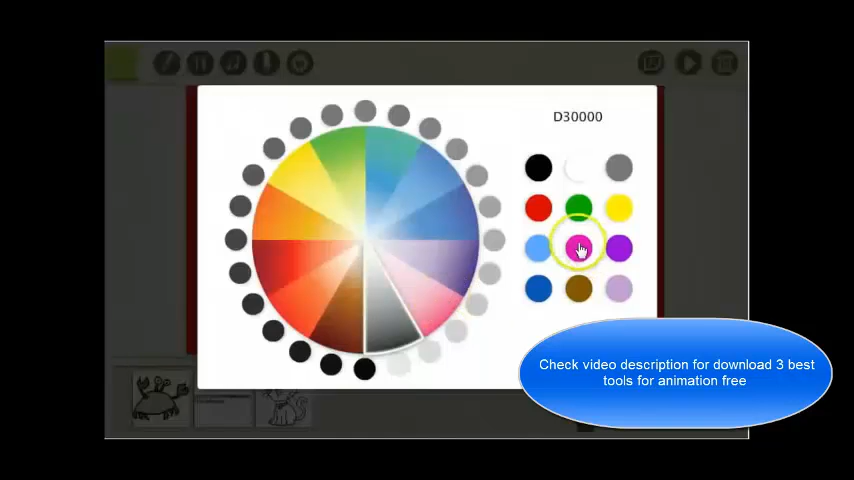 D30000
Check video description for download 3 best
tools for animation free